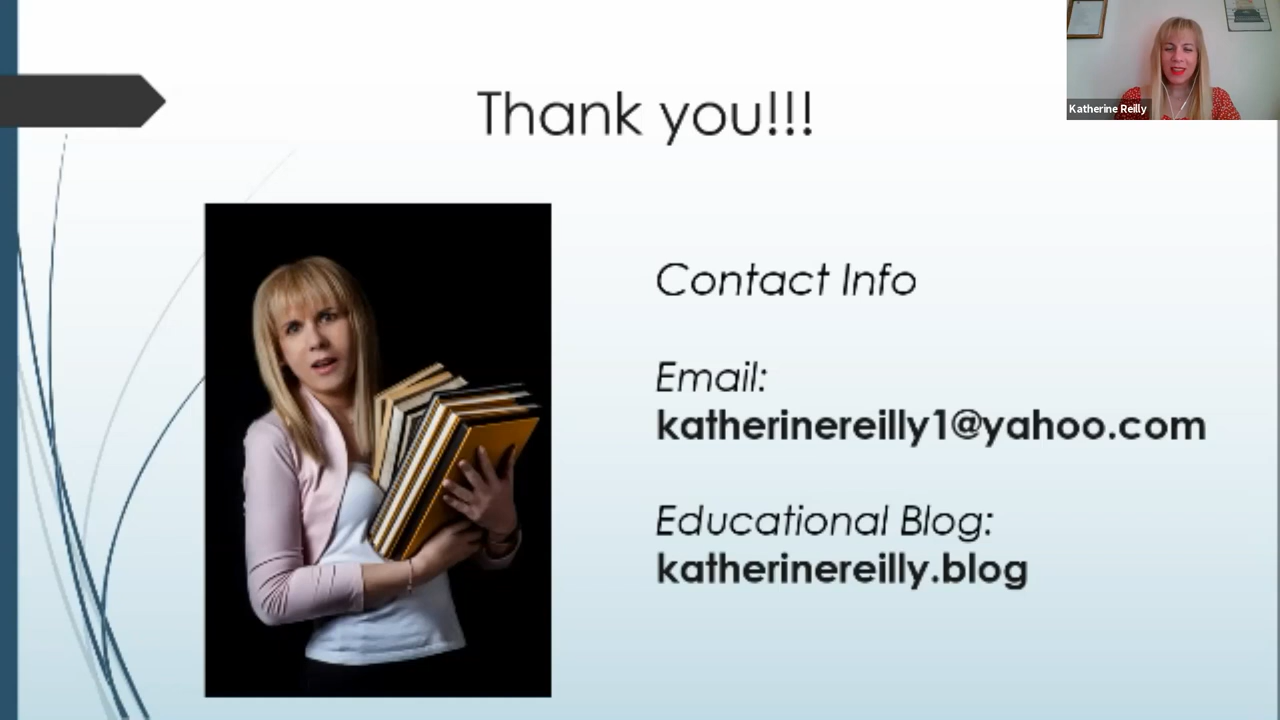 Katherine Reilly
Thank you!!!
Contact Info
Email:
katherinereilly1@yahoo.com
Educational Blog:
katherinereilly.blog